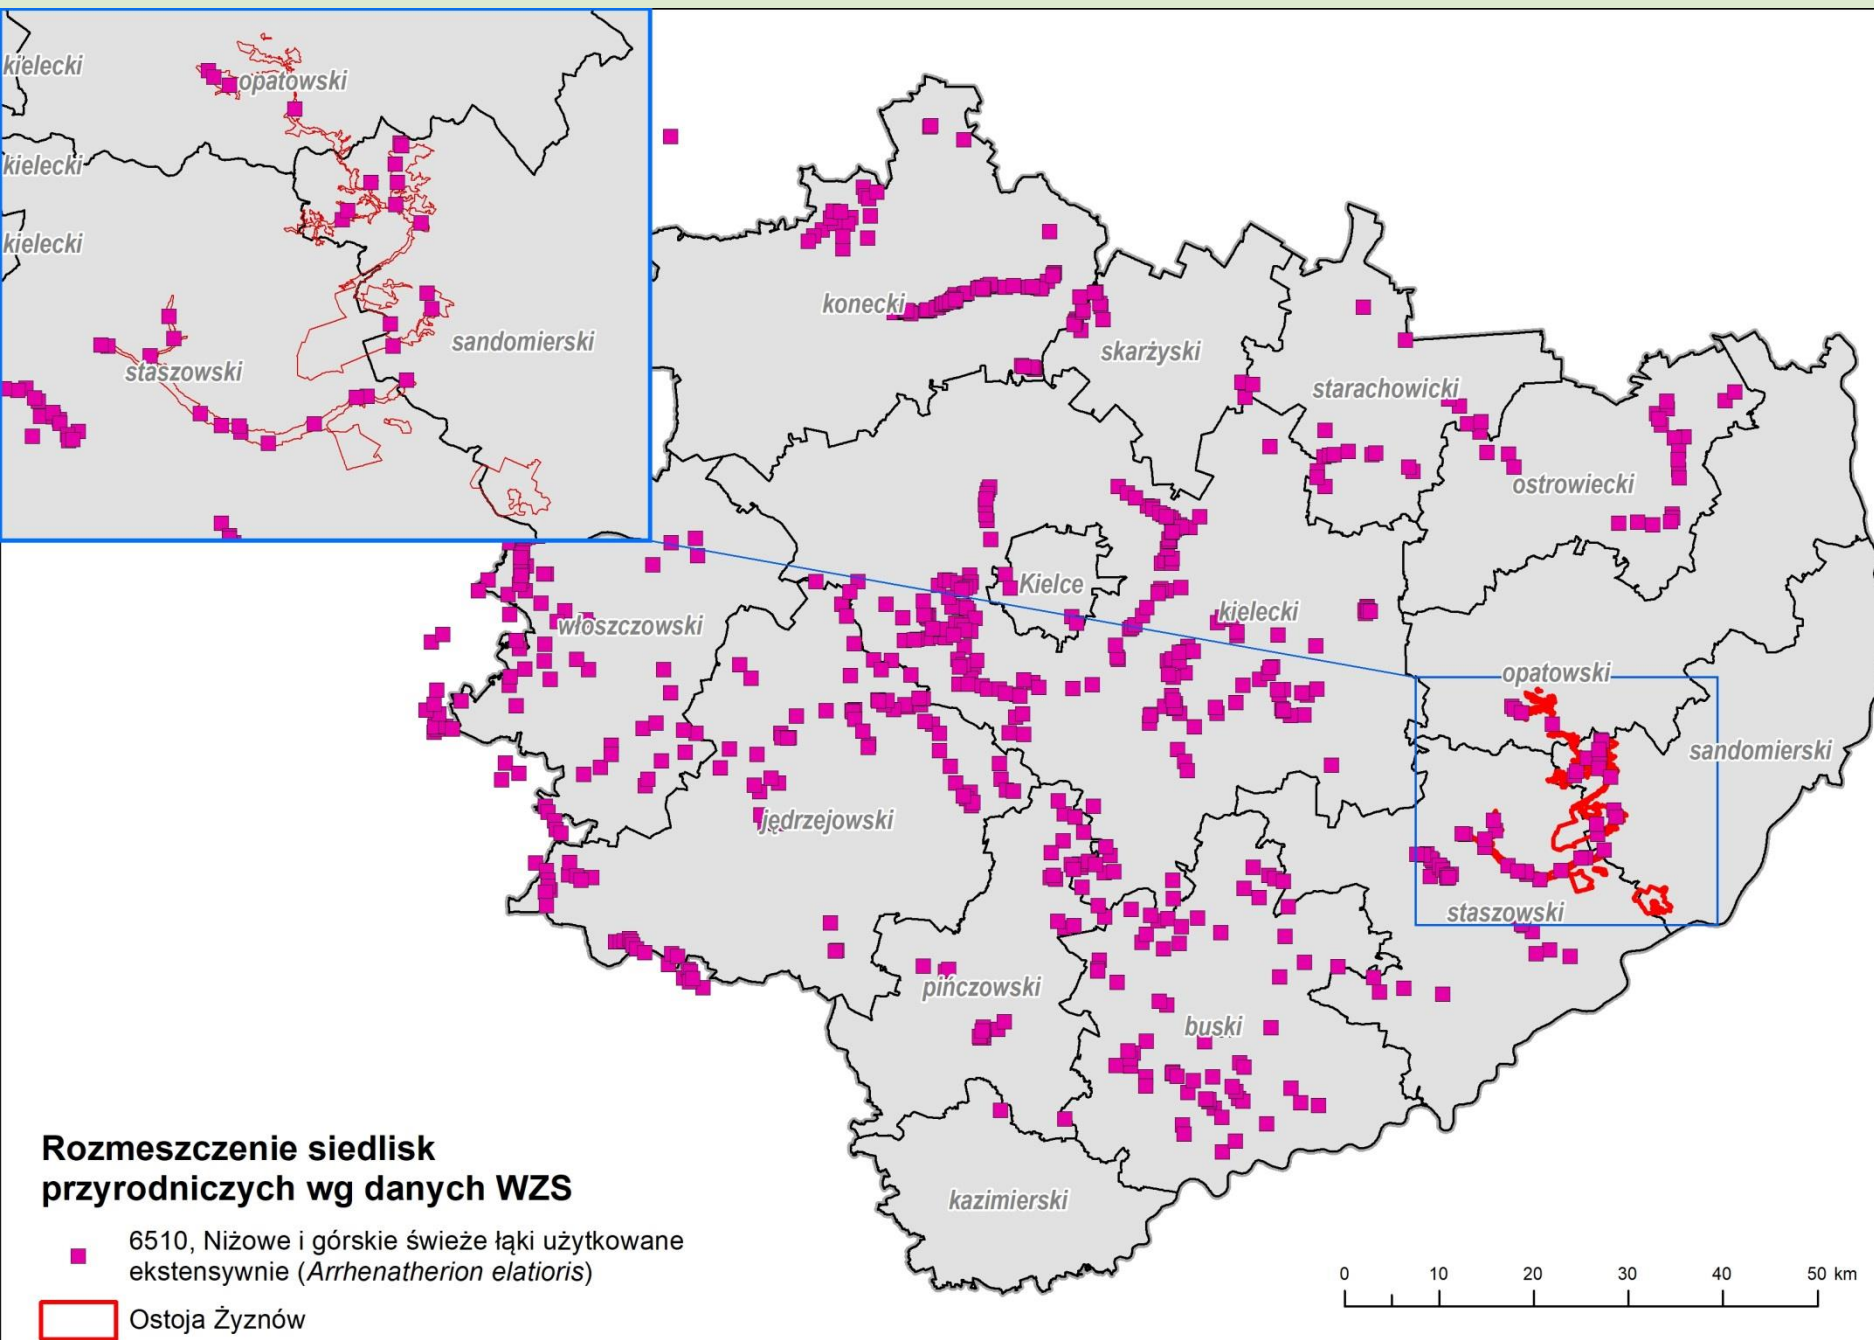 kielecki
opatowski
kielecki
kielecki
sandomierski
staszowski
konecki
skarżyski
starachowicki
ostrowiecki
Kielce
kielecki
włoszczowski
opatowski
sandomierski
jędrzejowski
staszowski
pińczowski
buski
kazimierski
Rozmeszczenie siedlisk
przyrodniczych wg danych WZS
6510, Niżowe i górskie świeże łąki użytkowane
ekstensywnie (Arrhenatherion elatioris)
Ostoja Żyznów
0 10 20 30 40 50 km